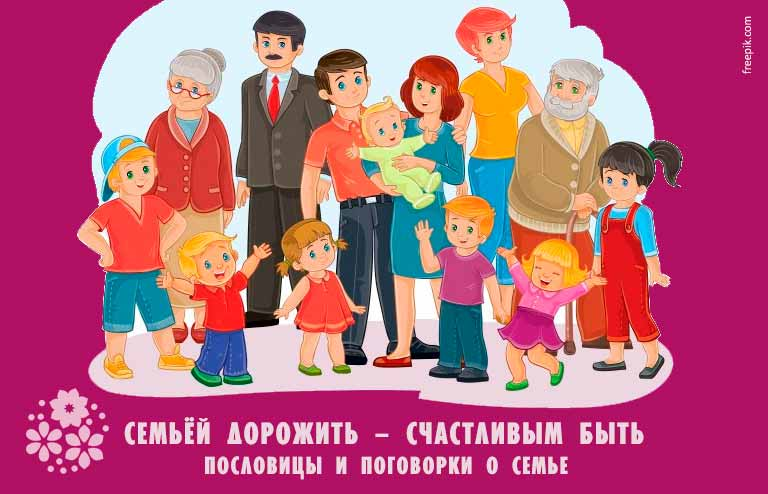 freepik.com
СЕМЬЁЙ ДОРОЖИТЬ – СЧАСТЛИВЫМ БЫТЬ
ПОСЛОВИЦЫ И ПОГОВОРКИ О СЕМЬЕ